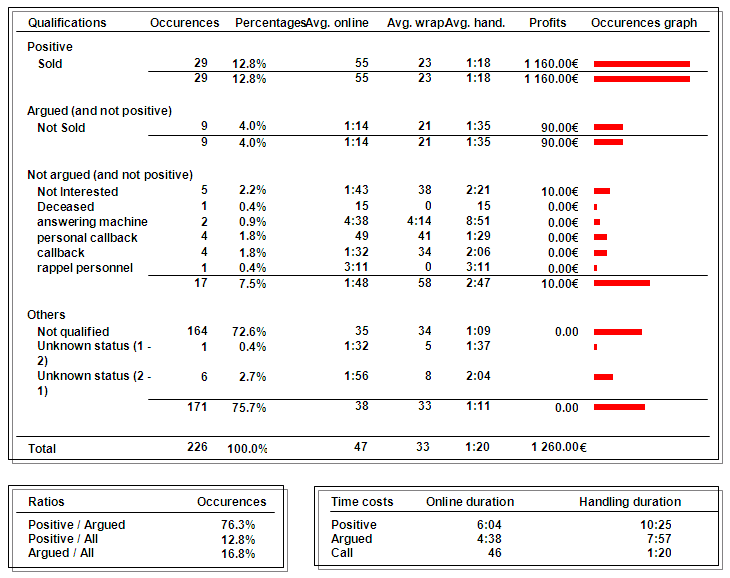 Qualifications Occurences Percentages Avg. online Avg. wrap Avg. hand. Profits Occurences graph
Positive
Sold 29 12.8% 55 23 1:18 1 160.00€
29 12.8% 55 23 1:18 1 160.00€
Argued (and not positive)
Not Sold 9 4.0% 1:14 21 1:35 90.00€
9 4.0% 1:14 21 1:35 90.00€
Not argued (and not positive)
Not Interested 5 2.2% 1:43 38 2:21 10.00€
Deceased 1 0.4% 15 0 15 0.00€
answering machine 2 0.9% 4:38 4:14 8:51 0.00€
personal callback 4 1.8% 49 41 1:29 0.00€
callback 4 1.8% 1:32 34 2:06 0.00€
rappel personnel 1 0.4% 3:11 0 3:11 0.00€
17 7.5% 1:48 58 2:47 10.00€
Others
Not qualified 164 72.6% 35 34 1:09 0.00
Unknown status (1 - 1 0.4% 1:32 5 1:37
2)
Unknown status (2 - 6 2.7% 1:56 8 2:04
1)
171 75.7% 38 33 1:11 0.00
Total 226 100.0% 47 33 1:20 1 260.00€
Ratios Occurences
Positive / Argued 76.3%
Positive / All 12.8%
Argued / All 16.8%
Time costs Online duration Handling duration
Positive 6:04 10:25
Argued 4:38 7:57
Call 46 1:20